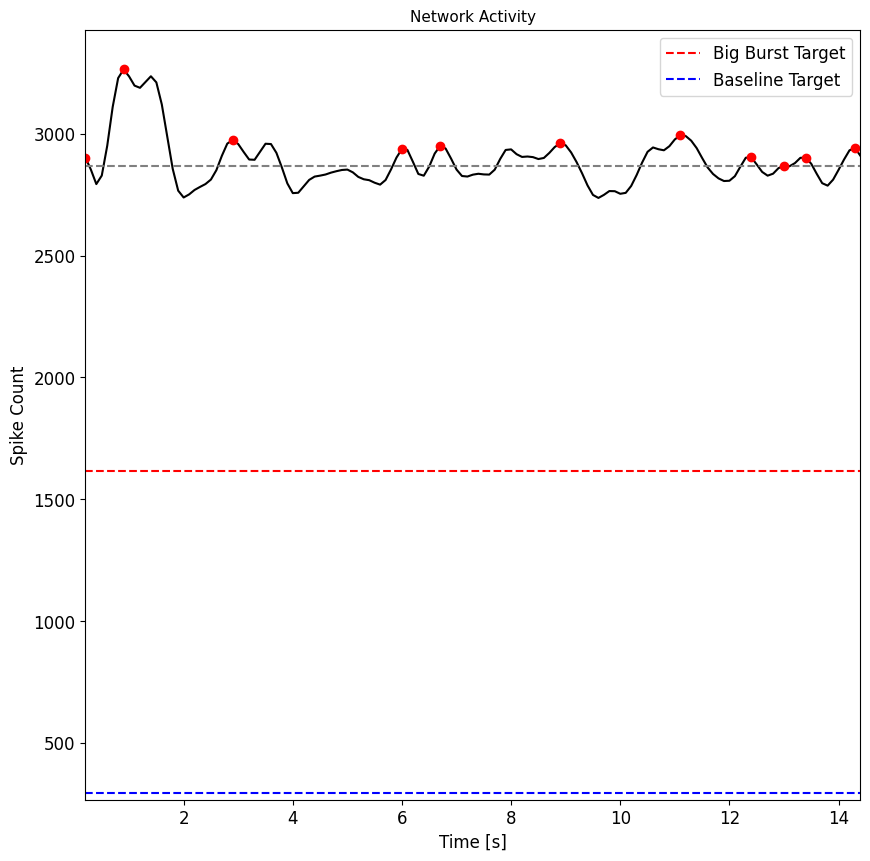 Network Activity
Big Burst Target
Baseline Target
Spike Count
3000
2500
2000
1500
1000
500
2 4 6 8 10 12 14
Time [s]